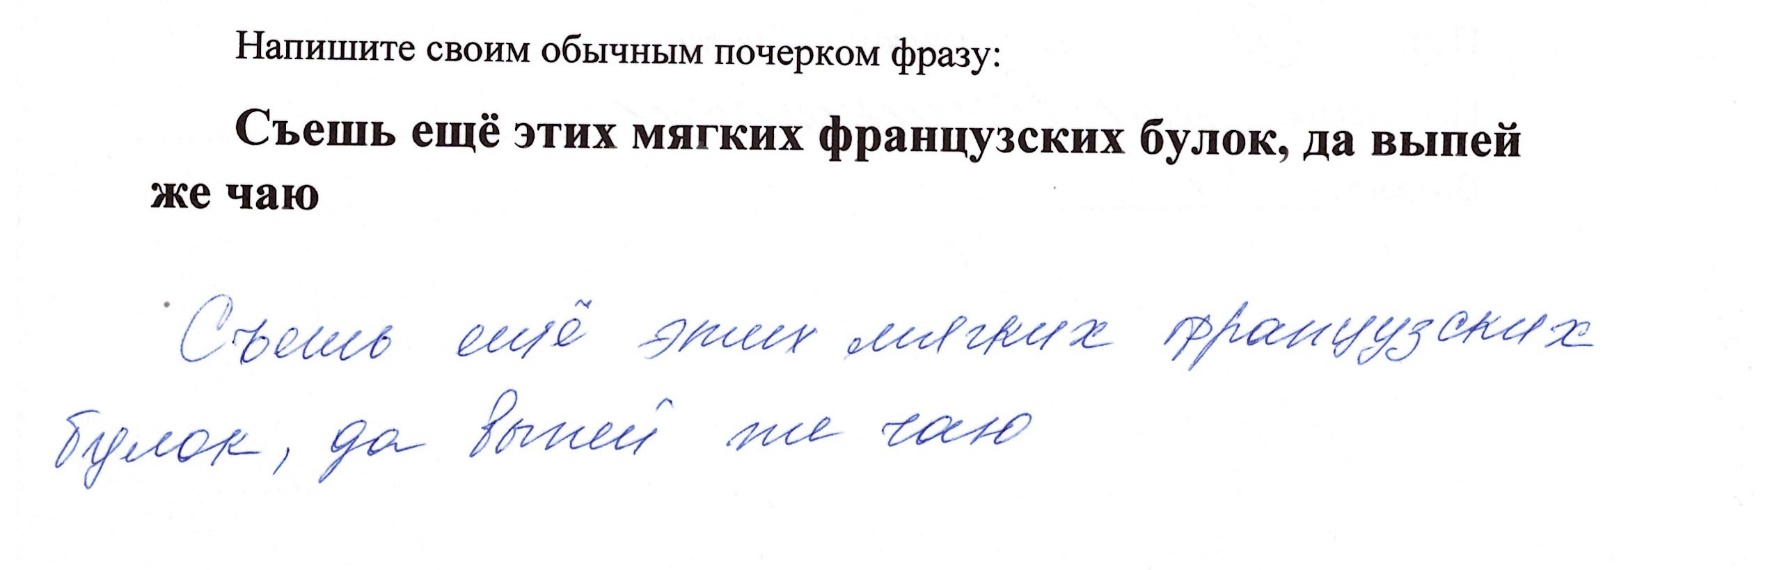 Напишите своим обычным почерком фразу:
Съешь ещё этих мягких французских булок, да выпей
же чаю
Съешь ещё этих мягких французских
булок, да выпей же чаю